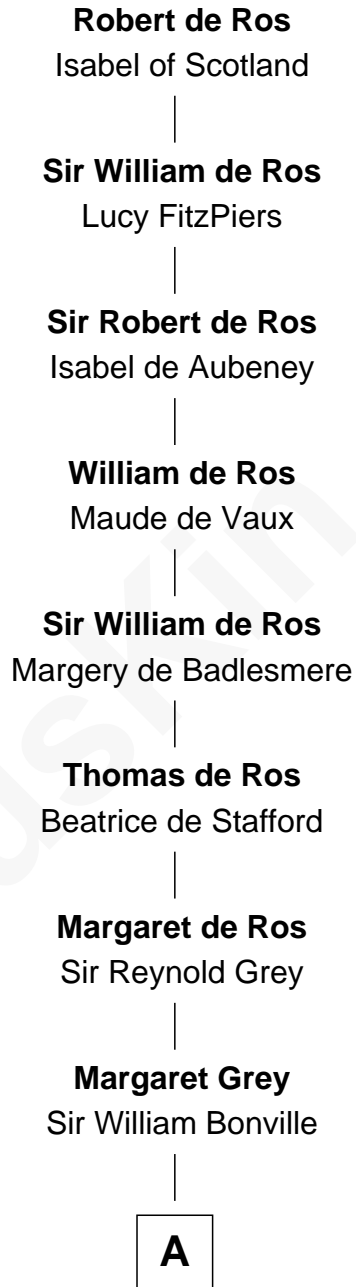 Robert de Ros
Isabel of Scotland
Sir William de Ros
Lucy FitzPiers
Sir Robert de Ros
Isabel de Aubeney
William de Ros
Maude de Vaux
Sir William de Ros
Margery de Badlesmere
Thomas de Ros
Beatrice de Stafford
Margaret de Ros
Sir Reynold Grey
Margaret Grey
Sir William Bonville
A